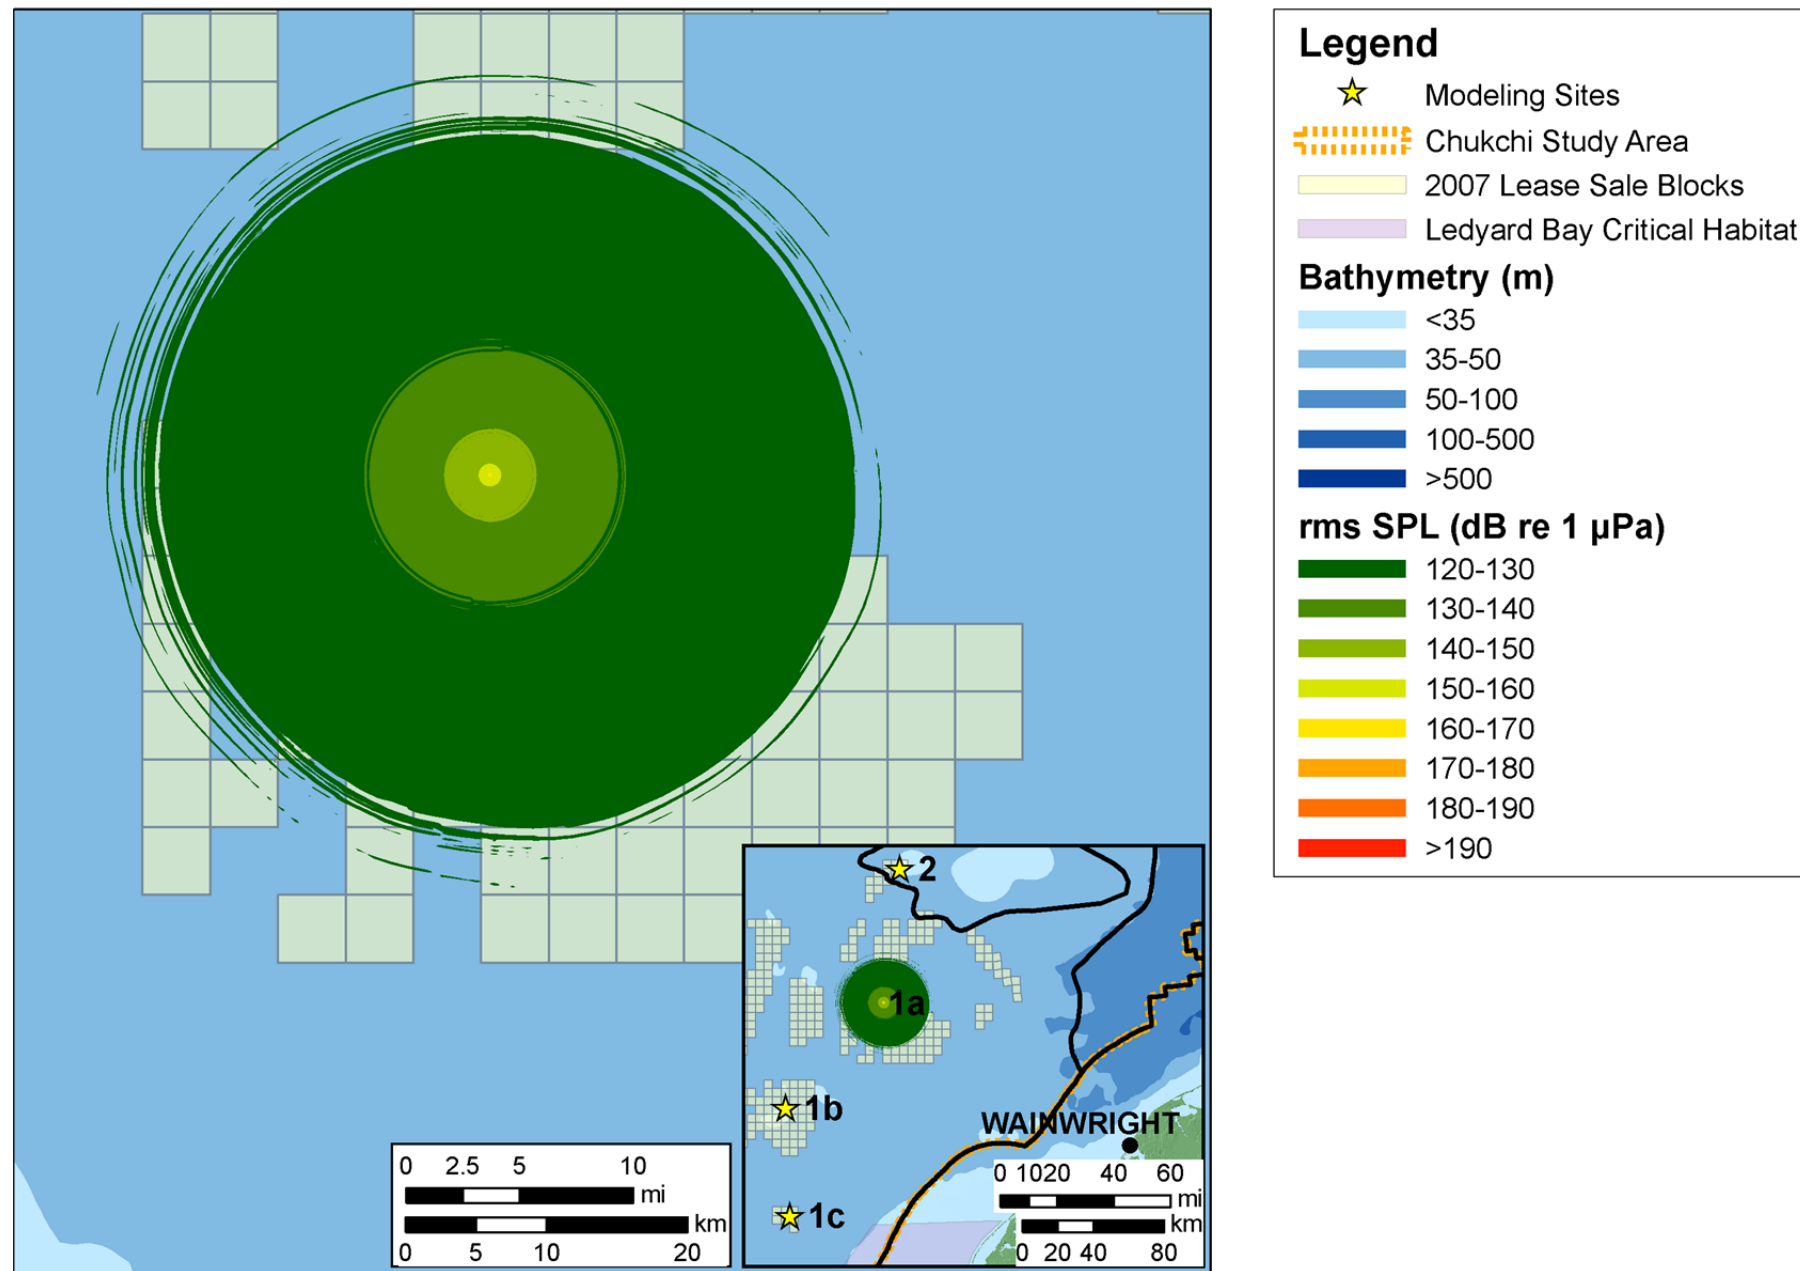 Legend
Modeling Sites
Chukchi Study Area
2007 Lease Sale Blocks
Ledyard Bay Critical Habitat
Bathymetry (m)
<35
35-50
50-100
100-500
>500
rms SPL (dB re 1 µPa)
120-130
130-140
140-150
150-160
160-170
170-180
180-190
>190
2
1a
1b
WAINWRIGHT
1c
0 10 20 40 60
mi
km
0 20 40 80
0 2.5 5 10
mi
km
0 5 10 20